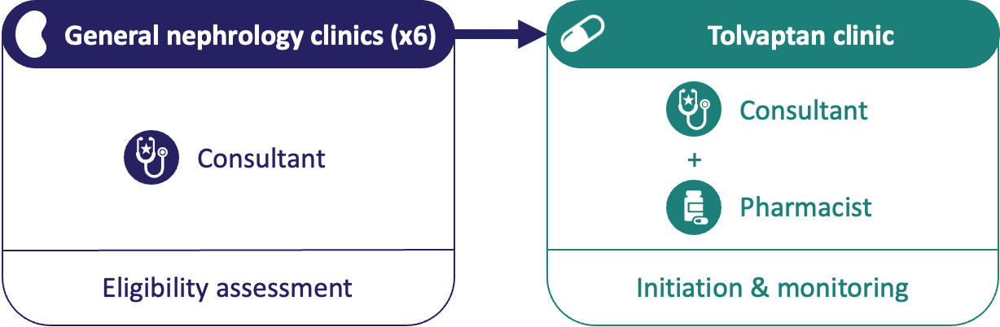 General nephrology clinics (x6)
Consultant
Eligibility assessment
Tolvaptan clinic
Consultant
+
Pharmacist
Initiation & monitoring